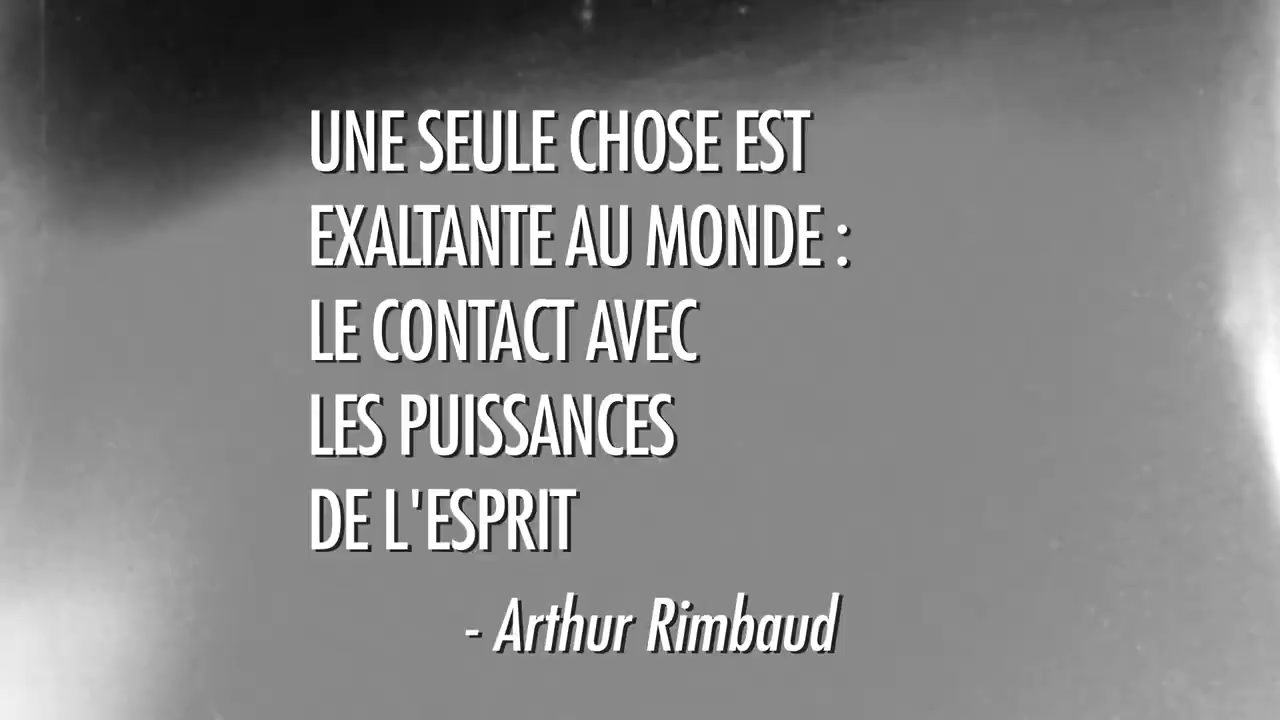 UNE SEULE CHOSE EST
EXALTANTE AU MONDE :
LE CONTACT AVEC
LES PUISSANCES
DE L'ESPRIT
- Arthur Rimbaud